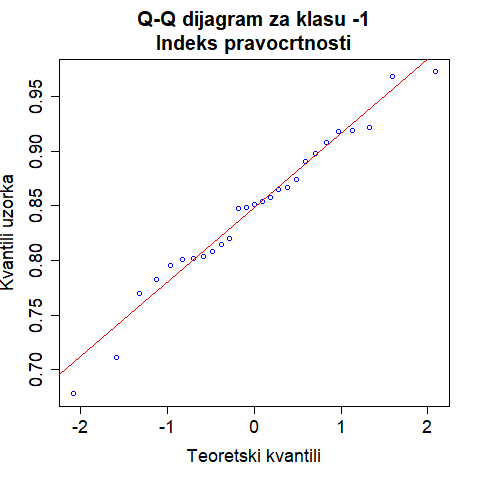 Q-Q dijagram za klasu -1
Indeks pravocrtnosti
Kvantili uzorka
0.95
0.90
0.85
0.80
0.75
0.70
-2 -1 0 1 2
Teoretski kvantili